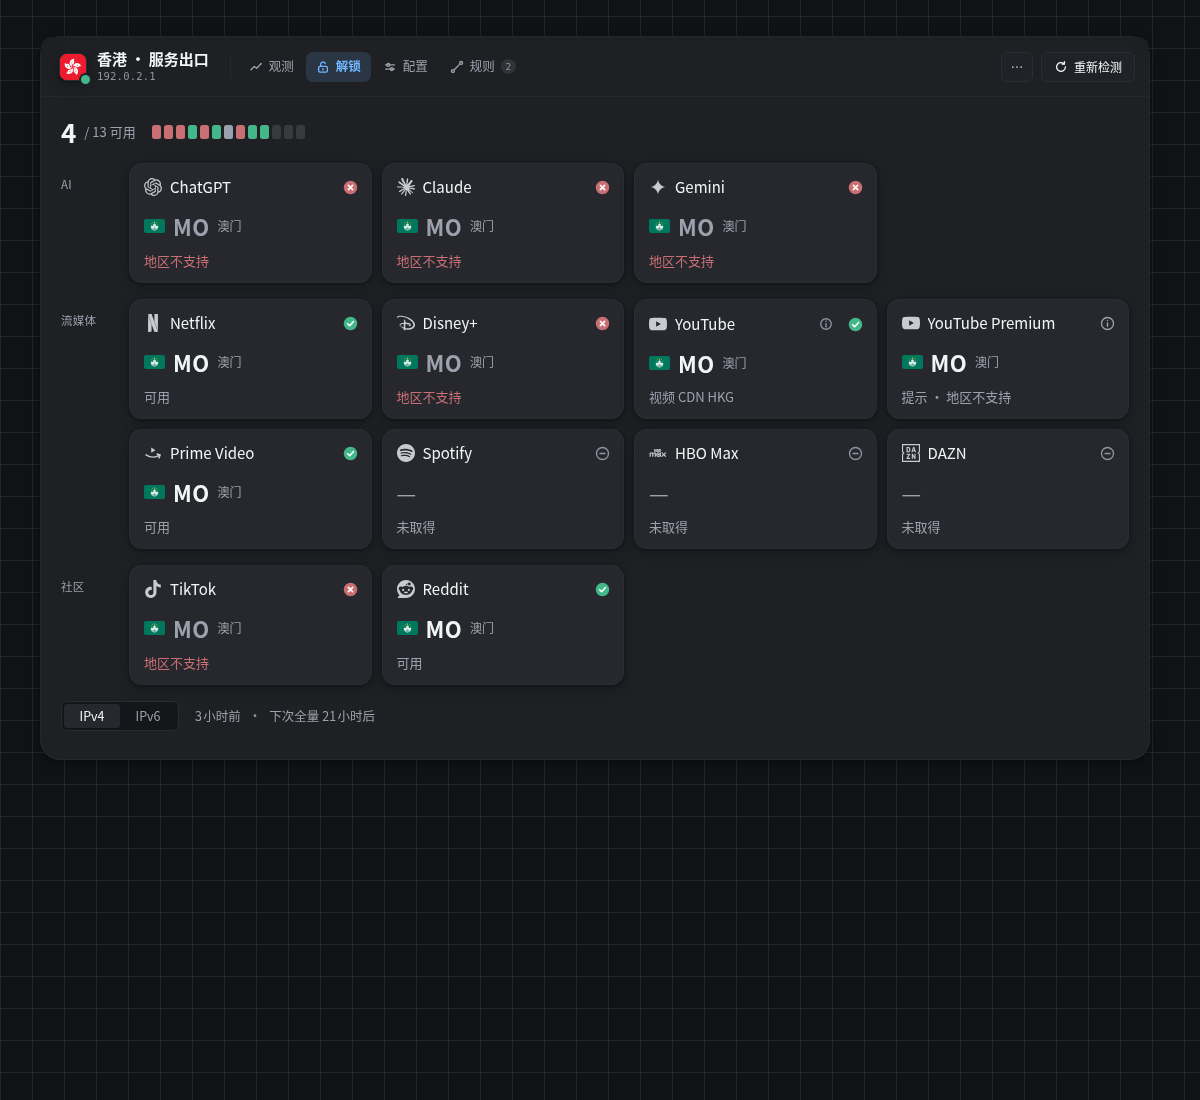 香港 · 服务出口
192.0.2.1
观测
解锁
配置
规则 2
···
重新检测
4 / 13 可用
AI
ChatGPT
MO 澳门
地区不支持
Claude
MO 澳门
地区不支持
Gemini
MO 澳门
地区不支持
流媒体
Netflix
MO 澳门
可用
Disney+
MO 澳门
地区不支持
YouTube
MO 澳门
视频 CDN HKG
YouTube Premium
MO 澳门
提示 · 地区不支持
Prime Video
MO 澳门
可用
Spotify
—
未取得
HBO Max
—
未取得
DAZN
—
未取得
社区
TikTok
MO 澳门
地区不支持
Reddit
MO 澳门
可用
IPv4
IPv6
3小时前 · 下次全量 21小时后